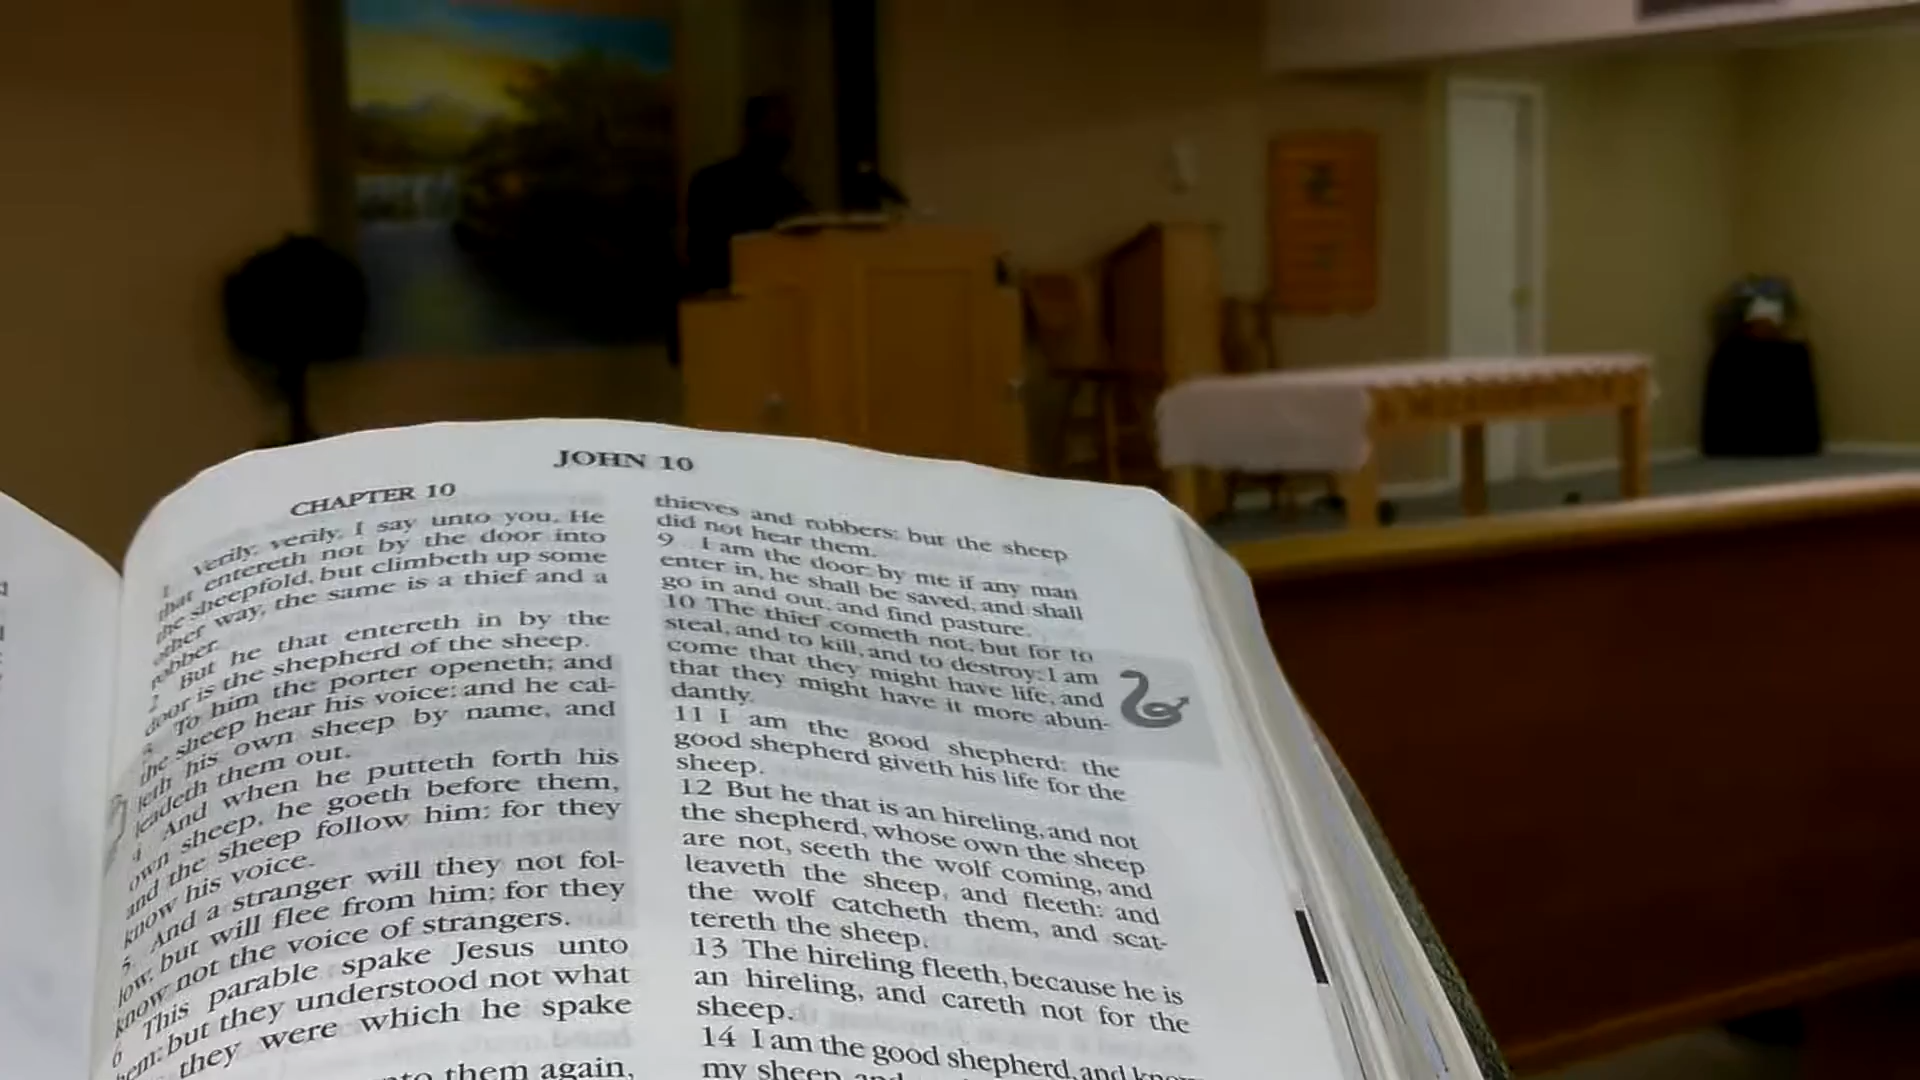 JOHN 10
CHAPTER 10
1 Verily, verily, I say unto you, He
that entereth not by the door into
the sheepfold, but climbeth up some
other way, the same is a thief and a
robber.
2 But he that entereth in by the
door is the shepherd of the sheep.
3 To him the porter openeth; and
the sheep hear his voice: and he cal-
leth his own sheep by name, and
leadeth them out.
4 And when he putteth forth his
own sheep, he goeth before them,
and the sheep follow him: for they
know his voice.
5 And a stranger will they not fol-
low, but will flee from him; for they
know not the voice of strangers.
6 This parable spake Jesus unto
them: but they understood not what
they were which he spake
them again,
thieves and robbers: but the sheep
did not hear them.
9 I am the door: by me if any man
enter in, he shall be saved, and shall
go in and out, and find pasture.
10 The thief cometh not, but for to
steal, and to kill, and to destroy: I am
come that they might have life, and
that they might have it more abun-
dantly.
11 I am the good shepherd: the
good shepherd giveth his life for the
sheep.
12 But he that is an hireling, and not
the shepherd, whose own the sheep
are not, seeth the wolf coming, and
leaveth the sheep, and fleeth: and
the wolf catcheth them, and scat-
tereth the sheep.
13 The hireling fleeth, because he is
an hireling, and careth not for the
sheep.
14 I am the good shepherd, and know
my sheep, and